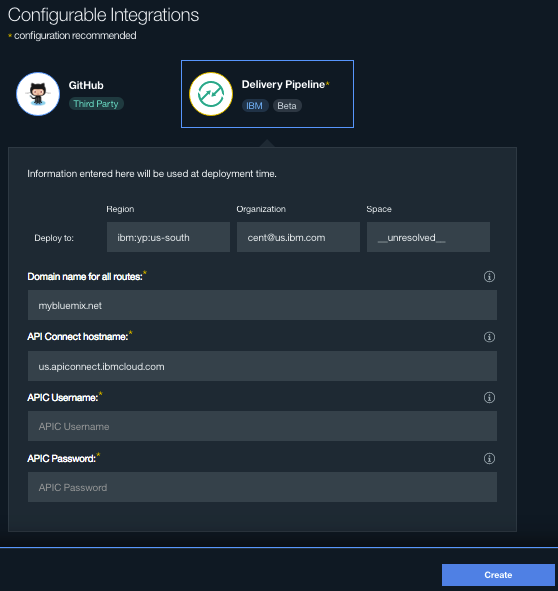 Configurable Integrations
* configuration recommended
GitHub
Third Party
Delivery Pipeline*
IBM Beta
Information entered here will be used at deployment time.
Region Organization Space
Deploy to: ibm:yp:us-south cent@us.ibm.com __unresolved__
Domain name for all routes:*
mybluemix.net
API Connect hostname:*
us.apiconnect.ibmcloud.com
APIC Username:*
APIC Username
APIC Password:*
APIC Password
Create